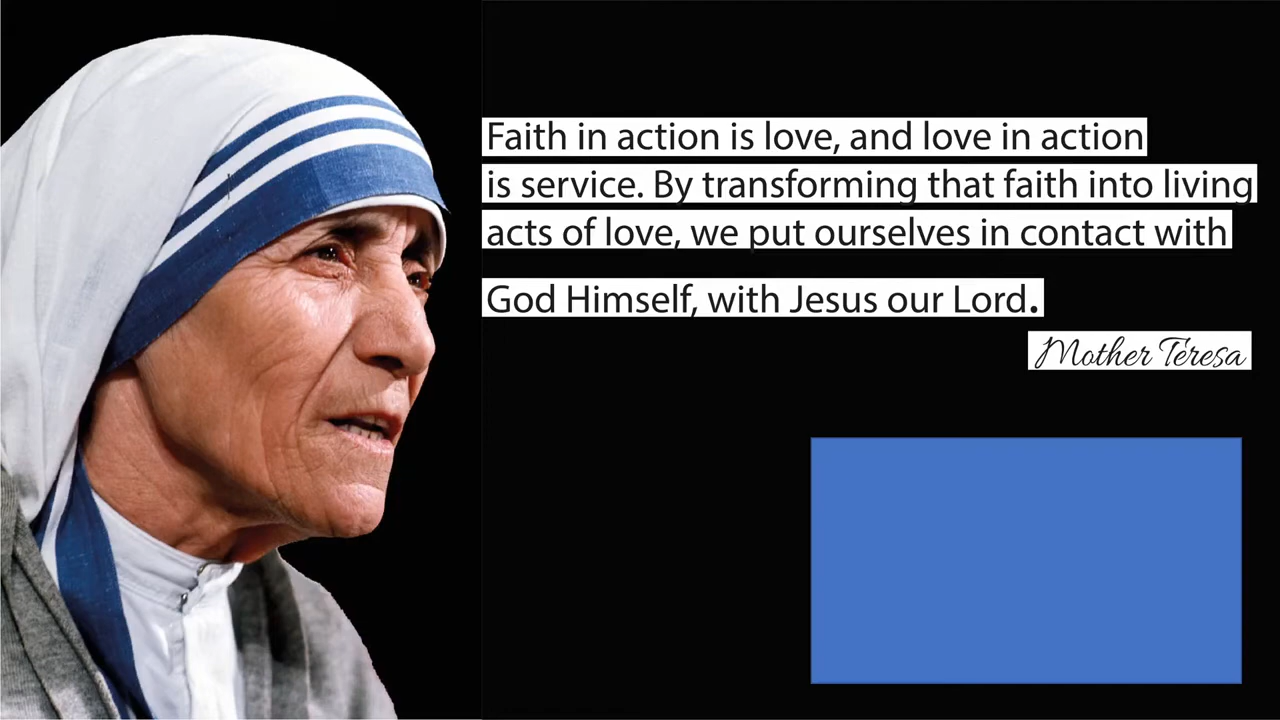 Faith in action is love, and love in action
is service. By transforming that faith into living
acts of love, we put ourselves in contact with
God Himself, with Jesus our Lord.
Mother Teresa